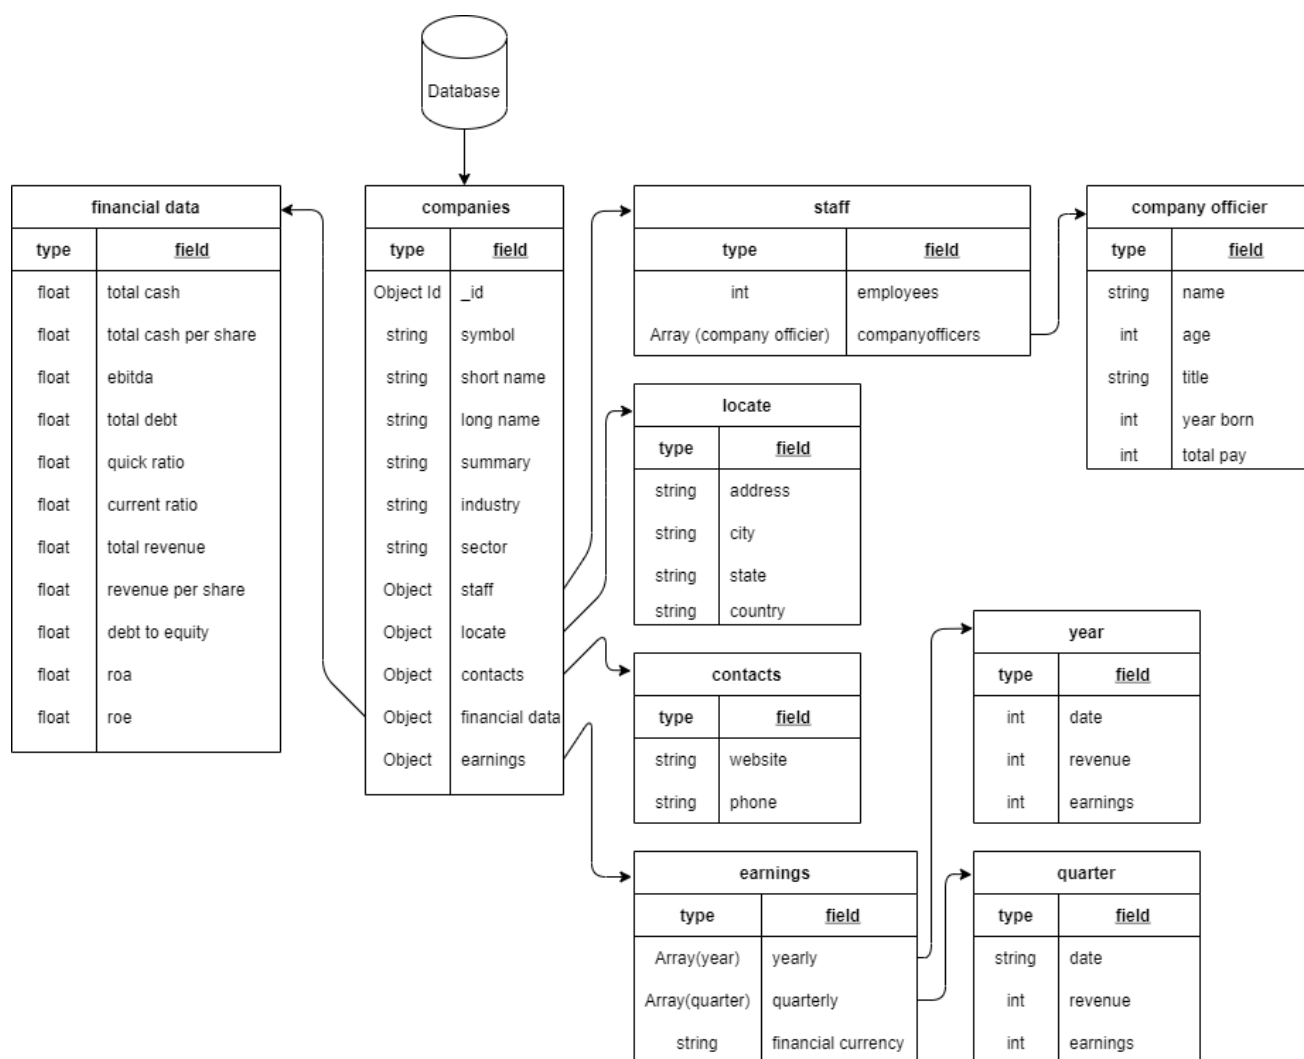 Database
financial data
type field
float total cash
float total cash per share
float ebitda
float total debt
float quick ratio
float current ratio
float total revenue
float revenue per share
float debt to equity
float roa
float roe
companies
type field
Object Id _id
string symbol
string short name
string long name
string summary
string industry
string sector
Object staff
Object locate
Object contacts
Object financial data
Object earnings
staff
type field
int employees
Array (company officier) companyofficers
company officier
type field
string name
int age
string title
int year born
int total pay
locate
type field
string address
string city
string state
string country
contacts
type field
string website
string phone
year
type field
int date
int revenue
int earnings
earnings
type field
Array(year) yearly
Array(quarter) quarterly
string financial currency
quarter
type field
string date
int revenue
int earnings